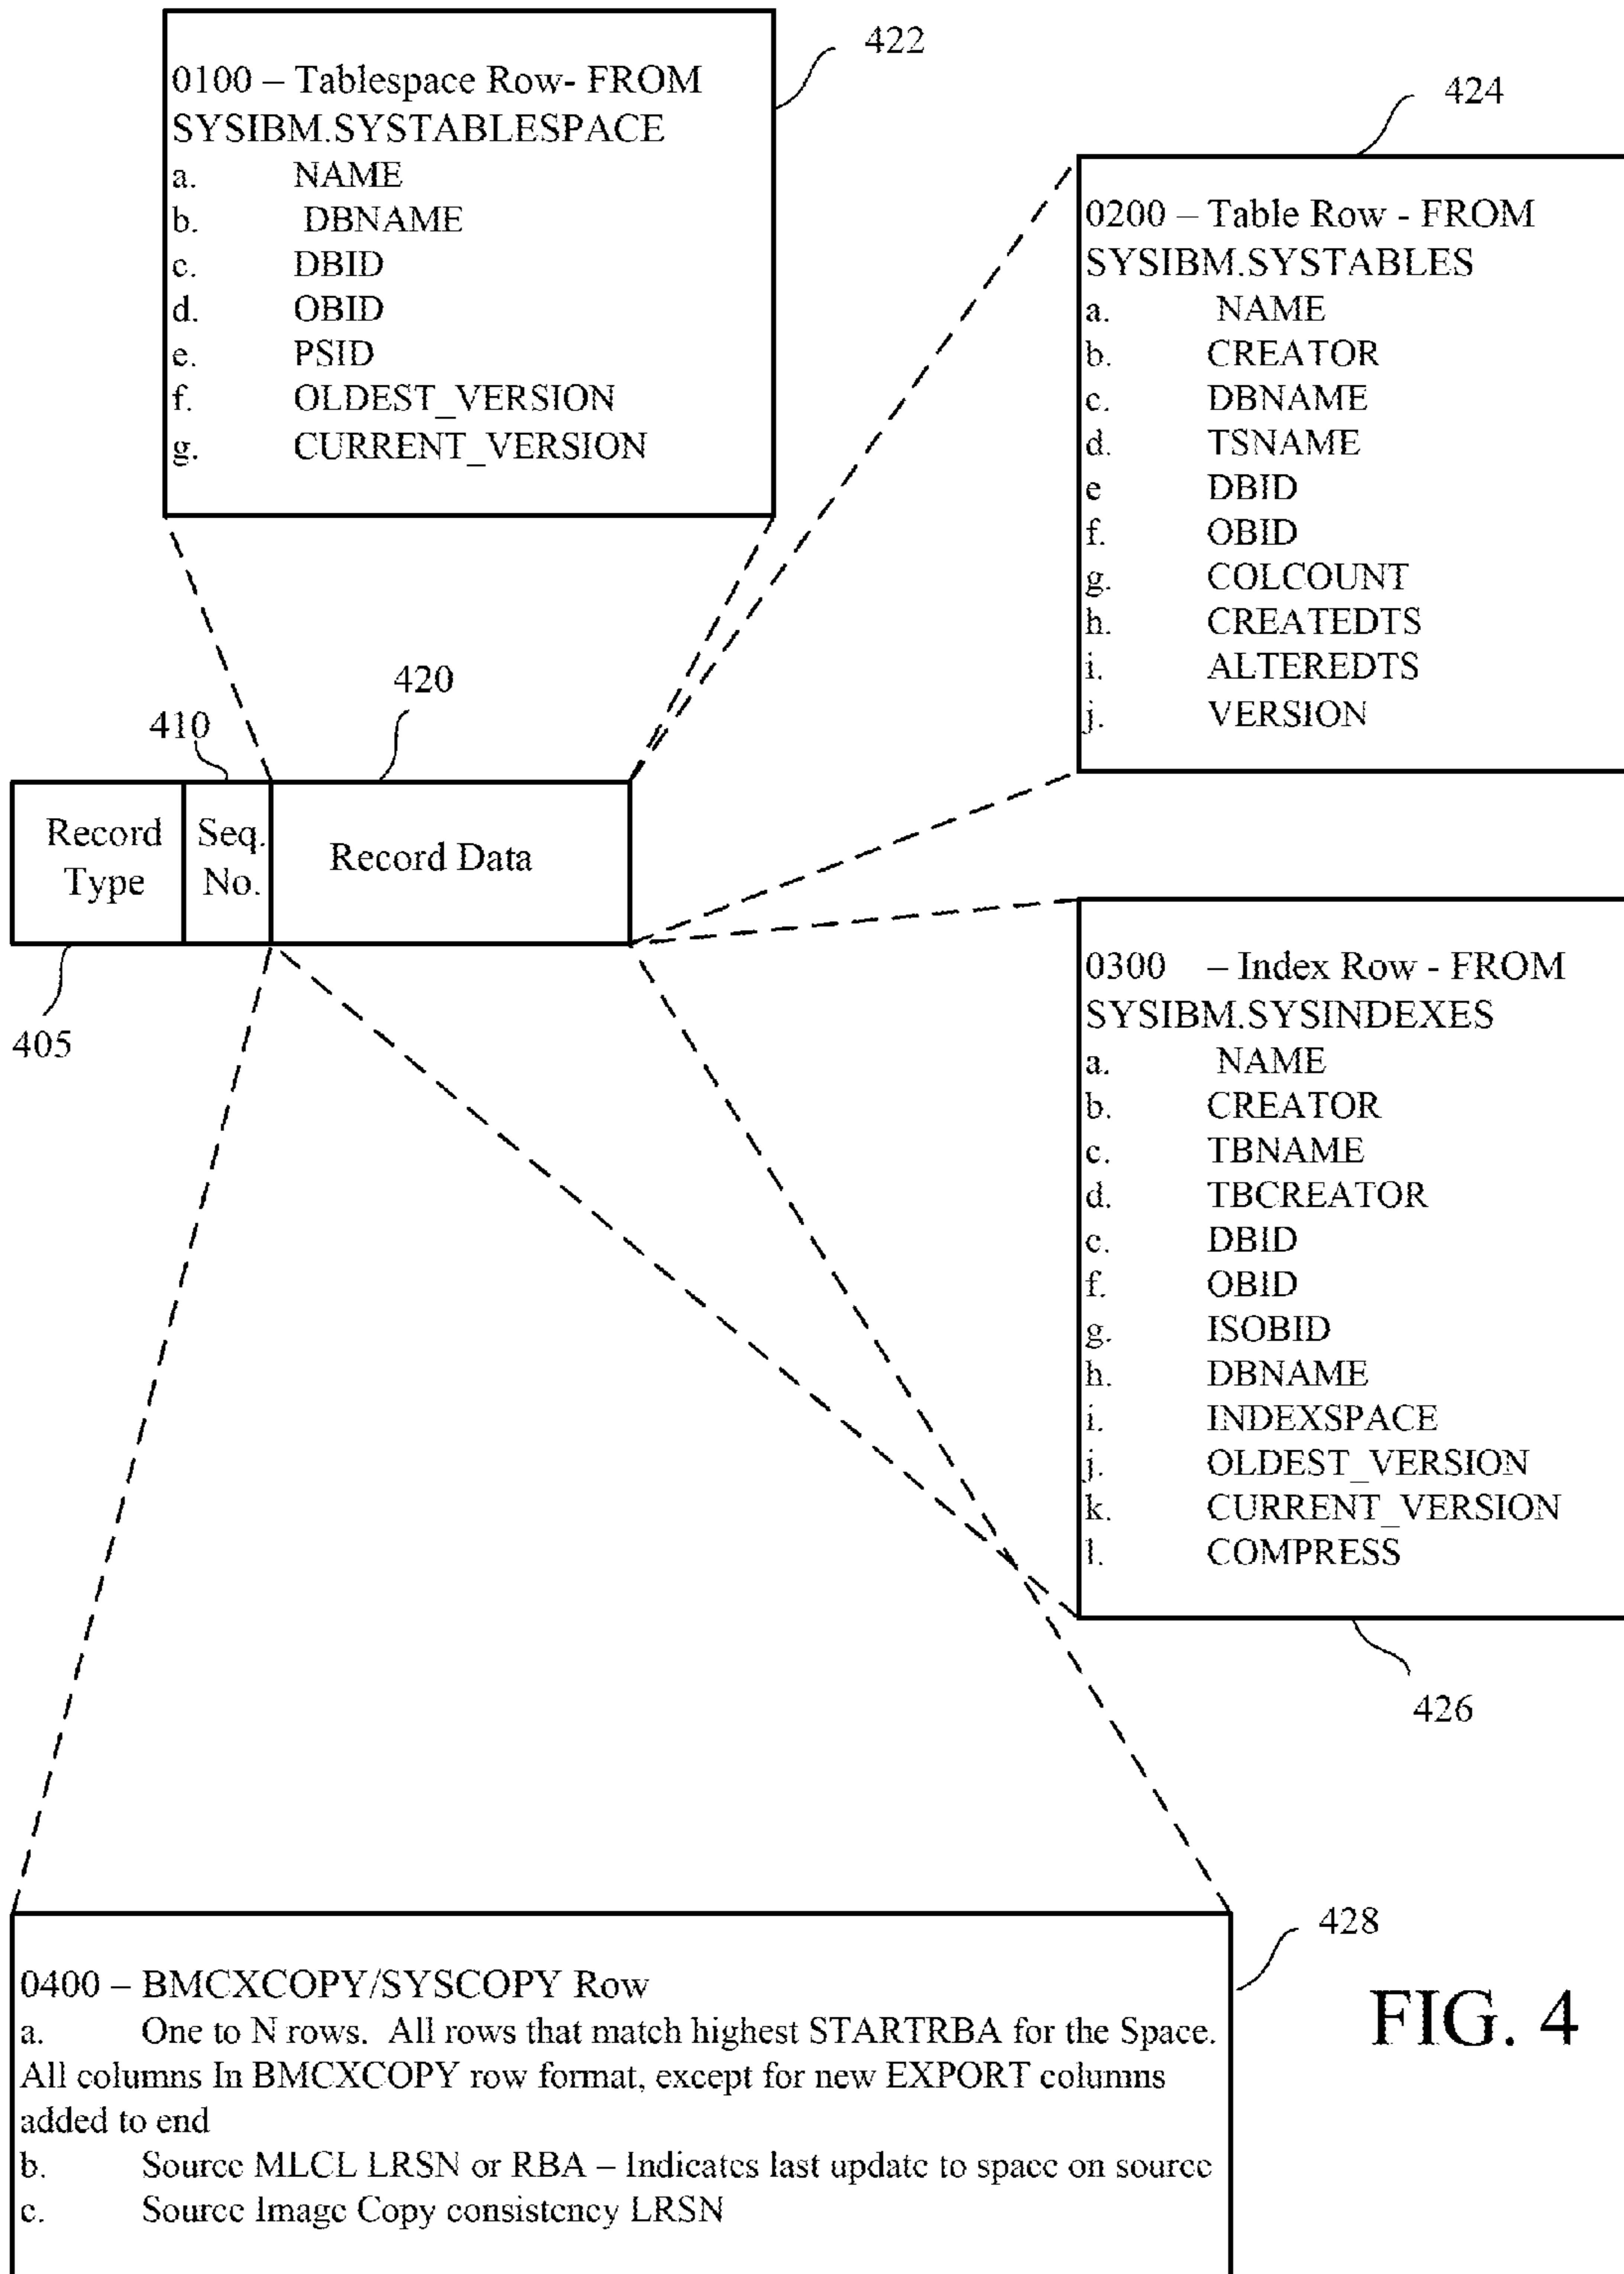 422
0100 – Tablespace Row- FROM
SYSIBM.SYSTABLESPACE
a. NAME
b. DBNAME
c. DBID
d. OBID
e. PSID
f. OLDEST_VERSION
g. CURRENT_VERSION
424
0200 – Table Row - FROM
SYSIBM.SYSTABLES
a. NAME
b. CREATOR
c. DBNAME
d. TSNAME
e DBID
f. OBID
g. COLCOUNT
h. CREATEDTS
i. ALTEREDTS
j. VERSION
410
420
Record
Type
Seq.
No.
Record Data
405
0300 – Index Row - FROM
SYSIBM.SYSINDEXES
a. NAME
b. CREATOR
c. TBNAME
d. TBCREATOR
e. DBID
f. OBID
g. ISOBID
h. DBNAME
i. INDEXSPACE
j. OLDEST_VERSION
k. CURRENT_VERSION
l. COMPRESS
426
428
0400 – BMCXCOPY/SYSCOPY Row
a. One to N rows. All rows that match highest STARTRBA for the Space.
All columns In BMCXCOPY row format, except for new EXPORT columns
added to end
b. Source MLCL LRSN or RBA – Indicates last update to space on source
c. Source Image Copy consistency LRSN
FIG. 4